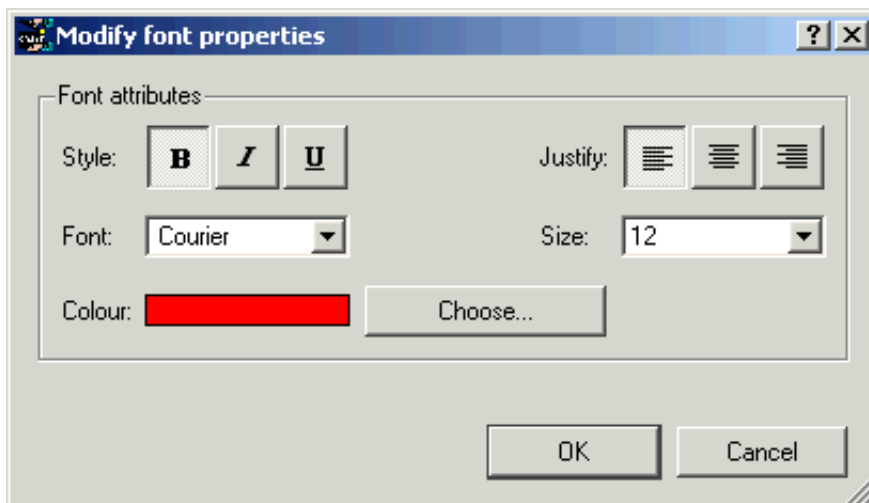 Modify font properties
Font attributes
Style: B I U Justify:
Font: Courier Size: 12
Colour: Choose...
OK Cancel